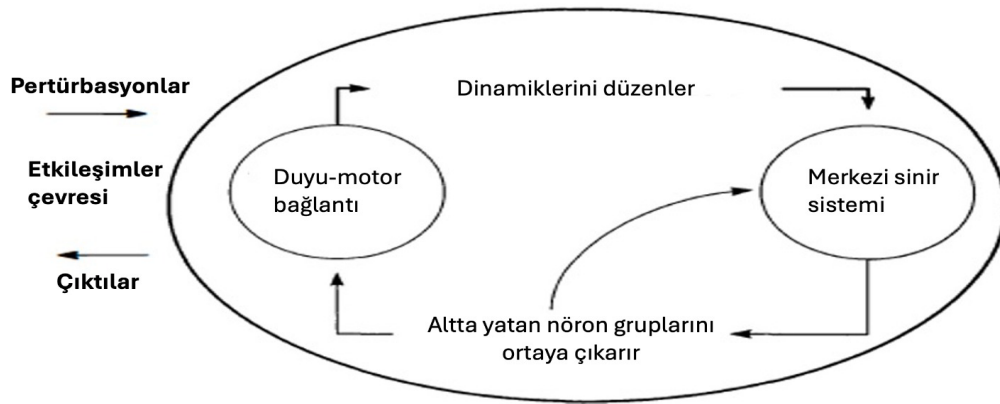 Pertürbasyonlar
Dinamiklerini düzenler
Etkileşimler
çevresi
Duyu-motor
bağlantı
Merkezi sinir
sistemi
Çıktılar
Altta yatan nöron gruplarını
ortaya çıkarır